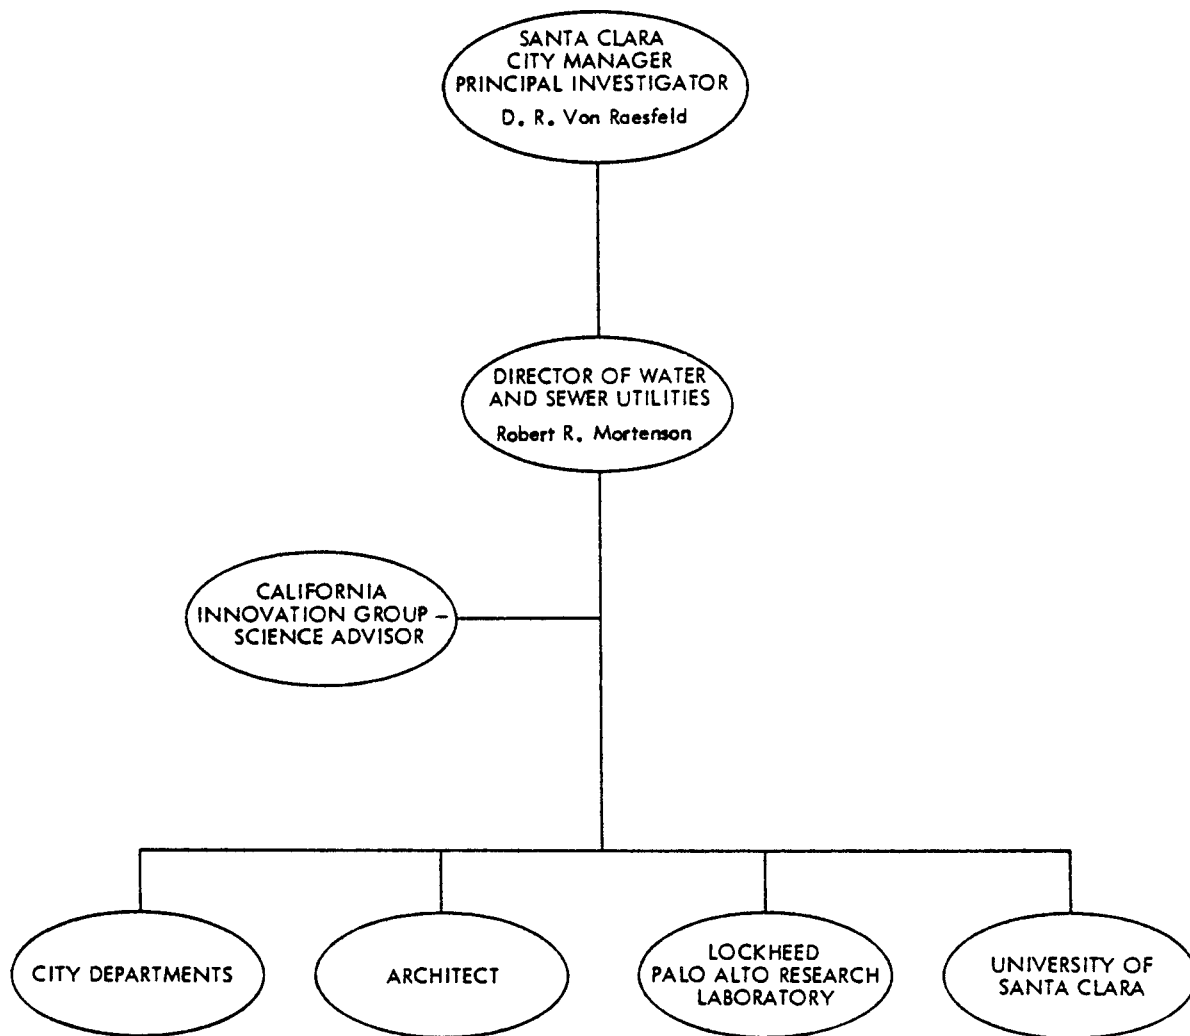 SANTA CLARA
CITY MANAGER
PRINCIPAL INVESTIGATOR
D. R. Von Raesfeld
DIRECTOR OF WATER
AND SEWER UTILITIES
Robert R. Mortenson
CALIFORNIA
INNOVATION GROUP –
SCIENCE ADVISOR
CITY DEPARTMENTS
ARCHITECT
LOCKHEED
PALO ALTO RESEARCH
LABORATORY
UNIVERSITY OF
SANTA CLARA